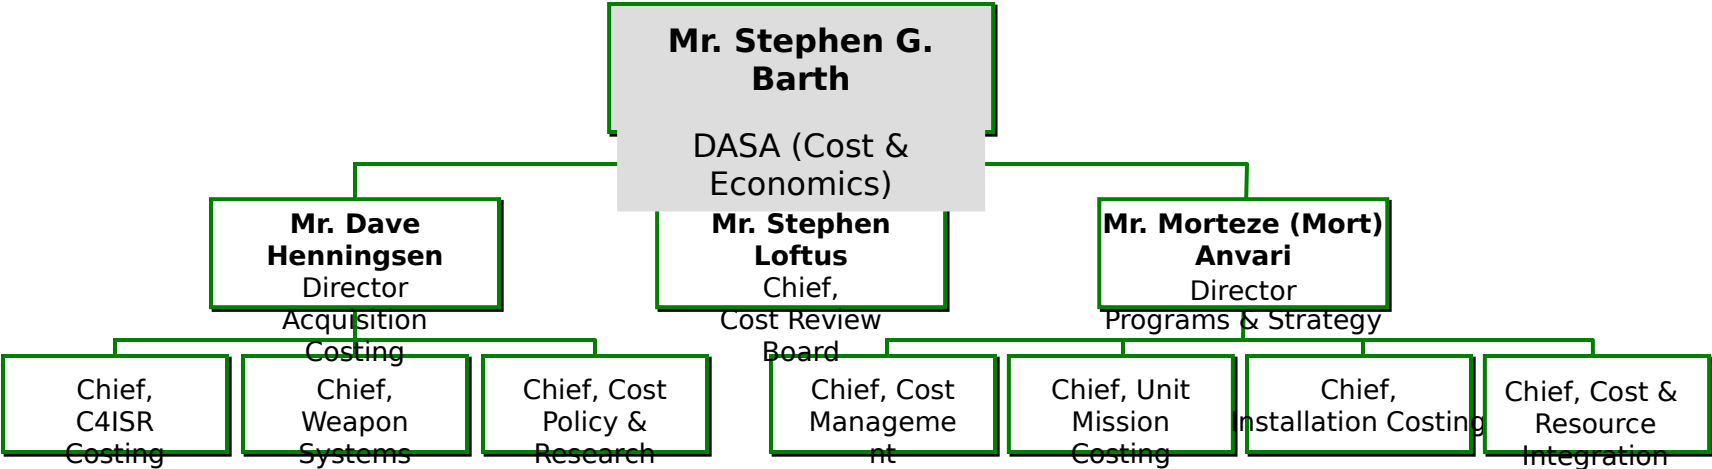 Mr. Stephen G.
Barth
DASA (Cost &
Economics)
Mr. Dave
Henningsen
Director
Acquisition
Costing
Mr. Stephen
Loftus
Chief,
Cost Review
Board
Mr. Morteze (Mort)
Anvari
Director
Programs & Strategy
Chief,
C4ISR
Costing
Chief,
Weapon
Systems
Chief, Cost
Policy &
Research
Chief, Cost
Manageme
nt
Chief, Unit
Mission
Costing
Chief,
Installation Costing
Chief, Cost &
Resource
Integration